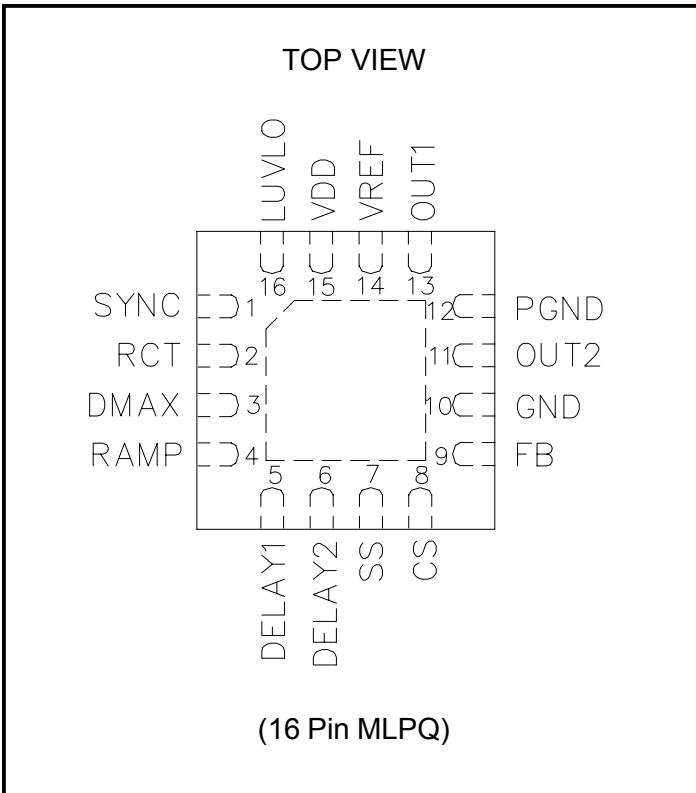 TOP VIEW
LUVLO
VDD
VREF
OUT1
16
15
14
13
SYNC 1
RCT 2
DMAX 3
RAMP 4
12 PGND
11 OUT2
10 GND
9 FB
5
6
7
8
DELAY1
DELAY2
SS
CS
(16 Pin MLPQ)